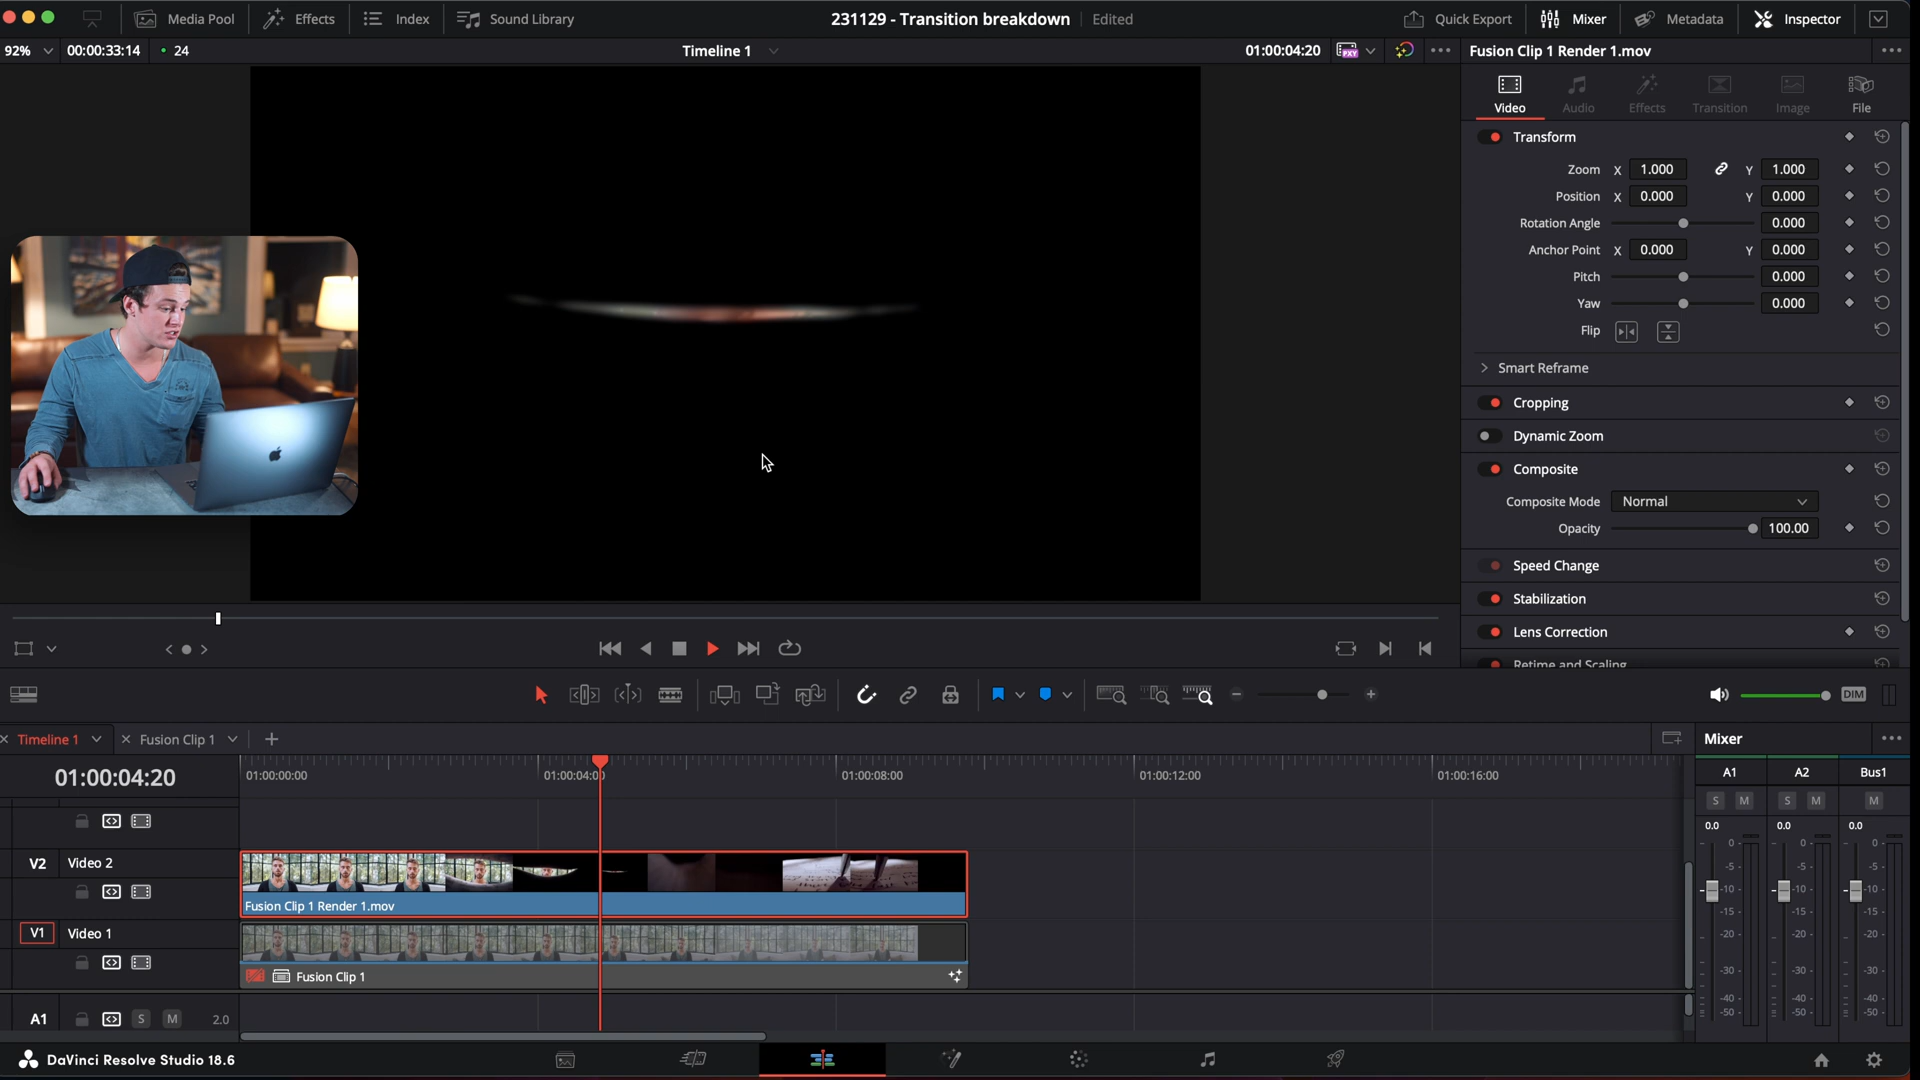 Media Pool Effects Index Sound Library 231129 - Transition breakdown Edited Quick Export Mixer Metadata Inspector
92% 00:00:33:14 24 Timeline 1 01:00:04:20 PXY Fusion Clip 1 Render 1.mov
Video Audio Effects Transition Image File
Transform
Zoom X 1.000 Y 1.000
Position X 0.000 Y 0.000
Rotation Angle 0.000
Anchor Point X 0.000 Y 0.000
Pitch 0.000
Yaw 0.000
Flip
Smart Reframe
Cropping
Dynamic Zoom
Composite
Composite Mode Normal
Opacity 100.00
Speed Change
Stabilization
Lens Correction
Retime and Scaling
DIM
Timeline 1 Fusion Clip 1 Mixer
01:00:04:20 01:00:00:00 01:00:04:00 01:00:08:00 01:00:12:00 01:00:16:00
A1 A2 Bus1
S M S M M
0.0 0.0 0.0
V2 Video 2
Fusion Clip 1 Render 1.mov
V1 Video 1
Fusion Clip 1
A1 S M 2.0
0 0 0
-5 -5 -5
-10 -10 -10
-15 -15 -15
-20 -20 -20
-30 -30 -30
-40 -40 -40
-50 -50 -50
DaVinci Resolve Studio 18.6